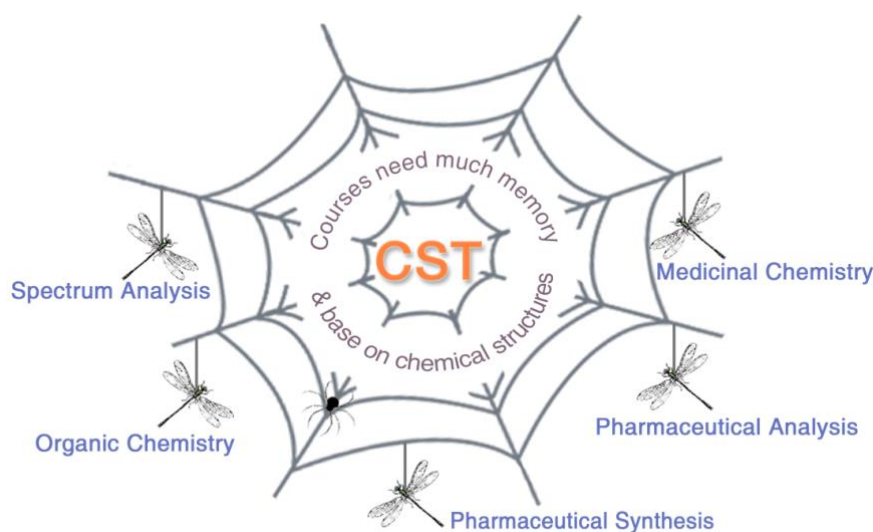 Courses need much memory
CST
& base on chemical structures
Spectrum Analysis
Medicinal Chemistry
Organic Chemistry
Pharmaceutical Analysis
Pharmaceutical Synthesis